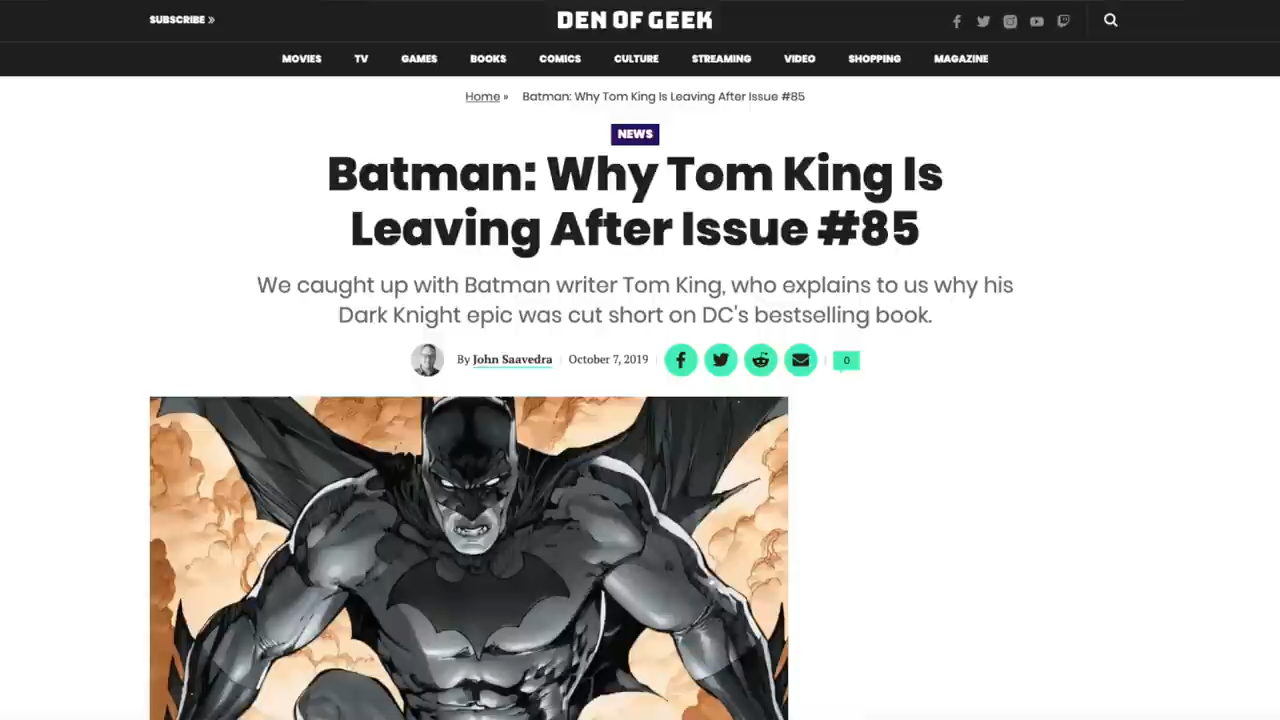 SUBSCRIBE »
DEN OF GEEK
MOVIES TV GAMES BOOKS COMICS CULTURE STREAMING VIDEO SHOPPING MAGAZINE
Home » Batman: Why Tom King Is Leaving After Issue #85
NEWS
Batman: Why Tom King Is
Leaving After Issue #85
We caught up with Batman writer Tom King, who explains to us why his
Dark Knight epic was cut short on DC's bestselling book.
By John Saavedra | October 7, 2019 | 0